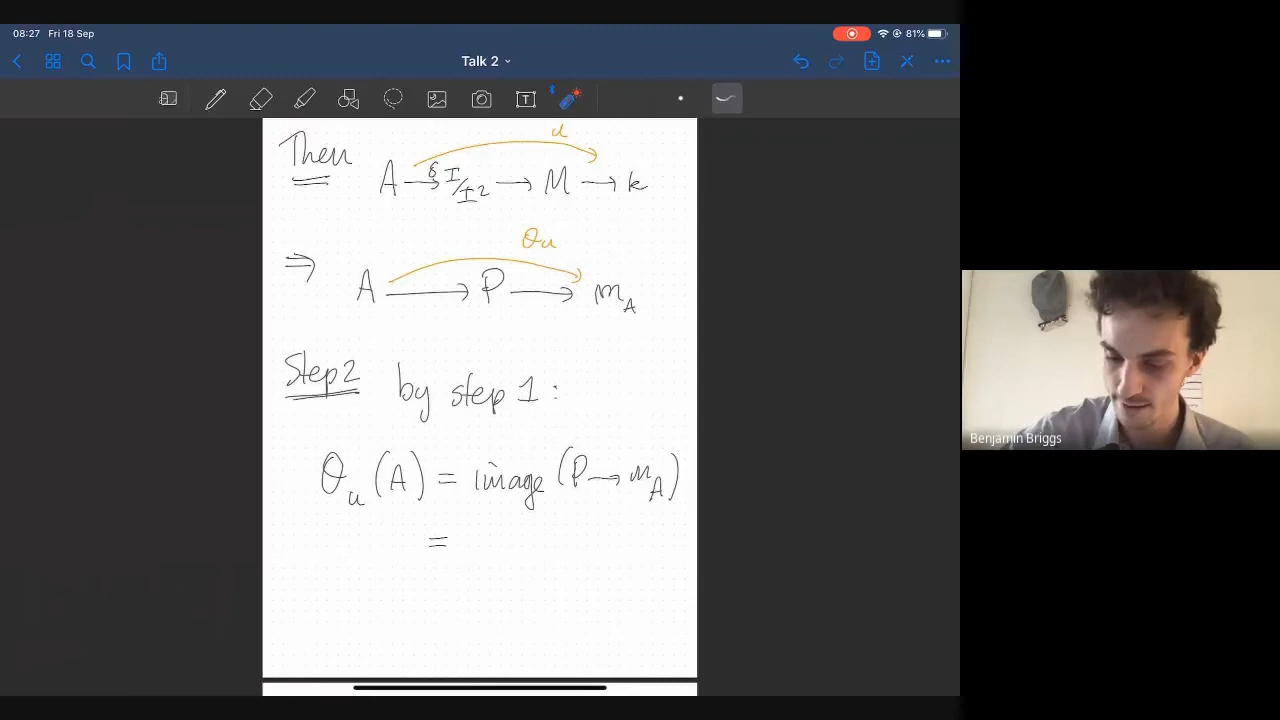 08:27 Fri 18 Sep
81%
Talk 2
T
Then
u
A →δ I/I2 → M → k
θu
⇒ A → P → mA
Step 2 by step 1:
θu (A) = image (P → mA)
=
Benjamin Briggs